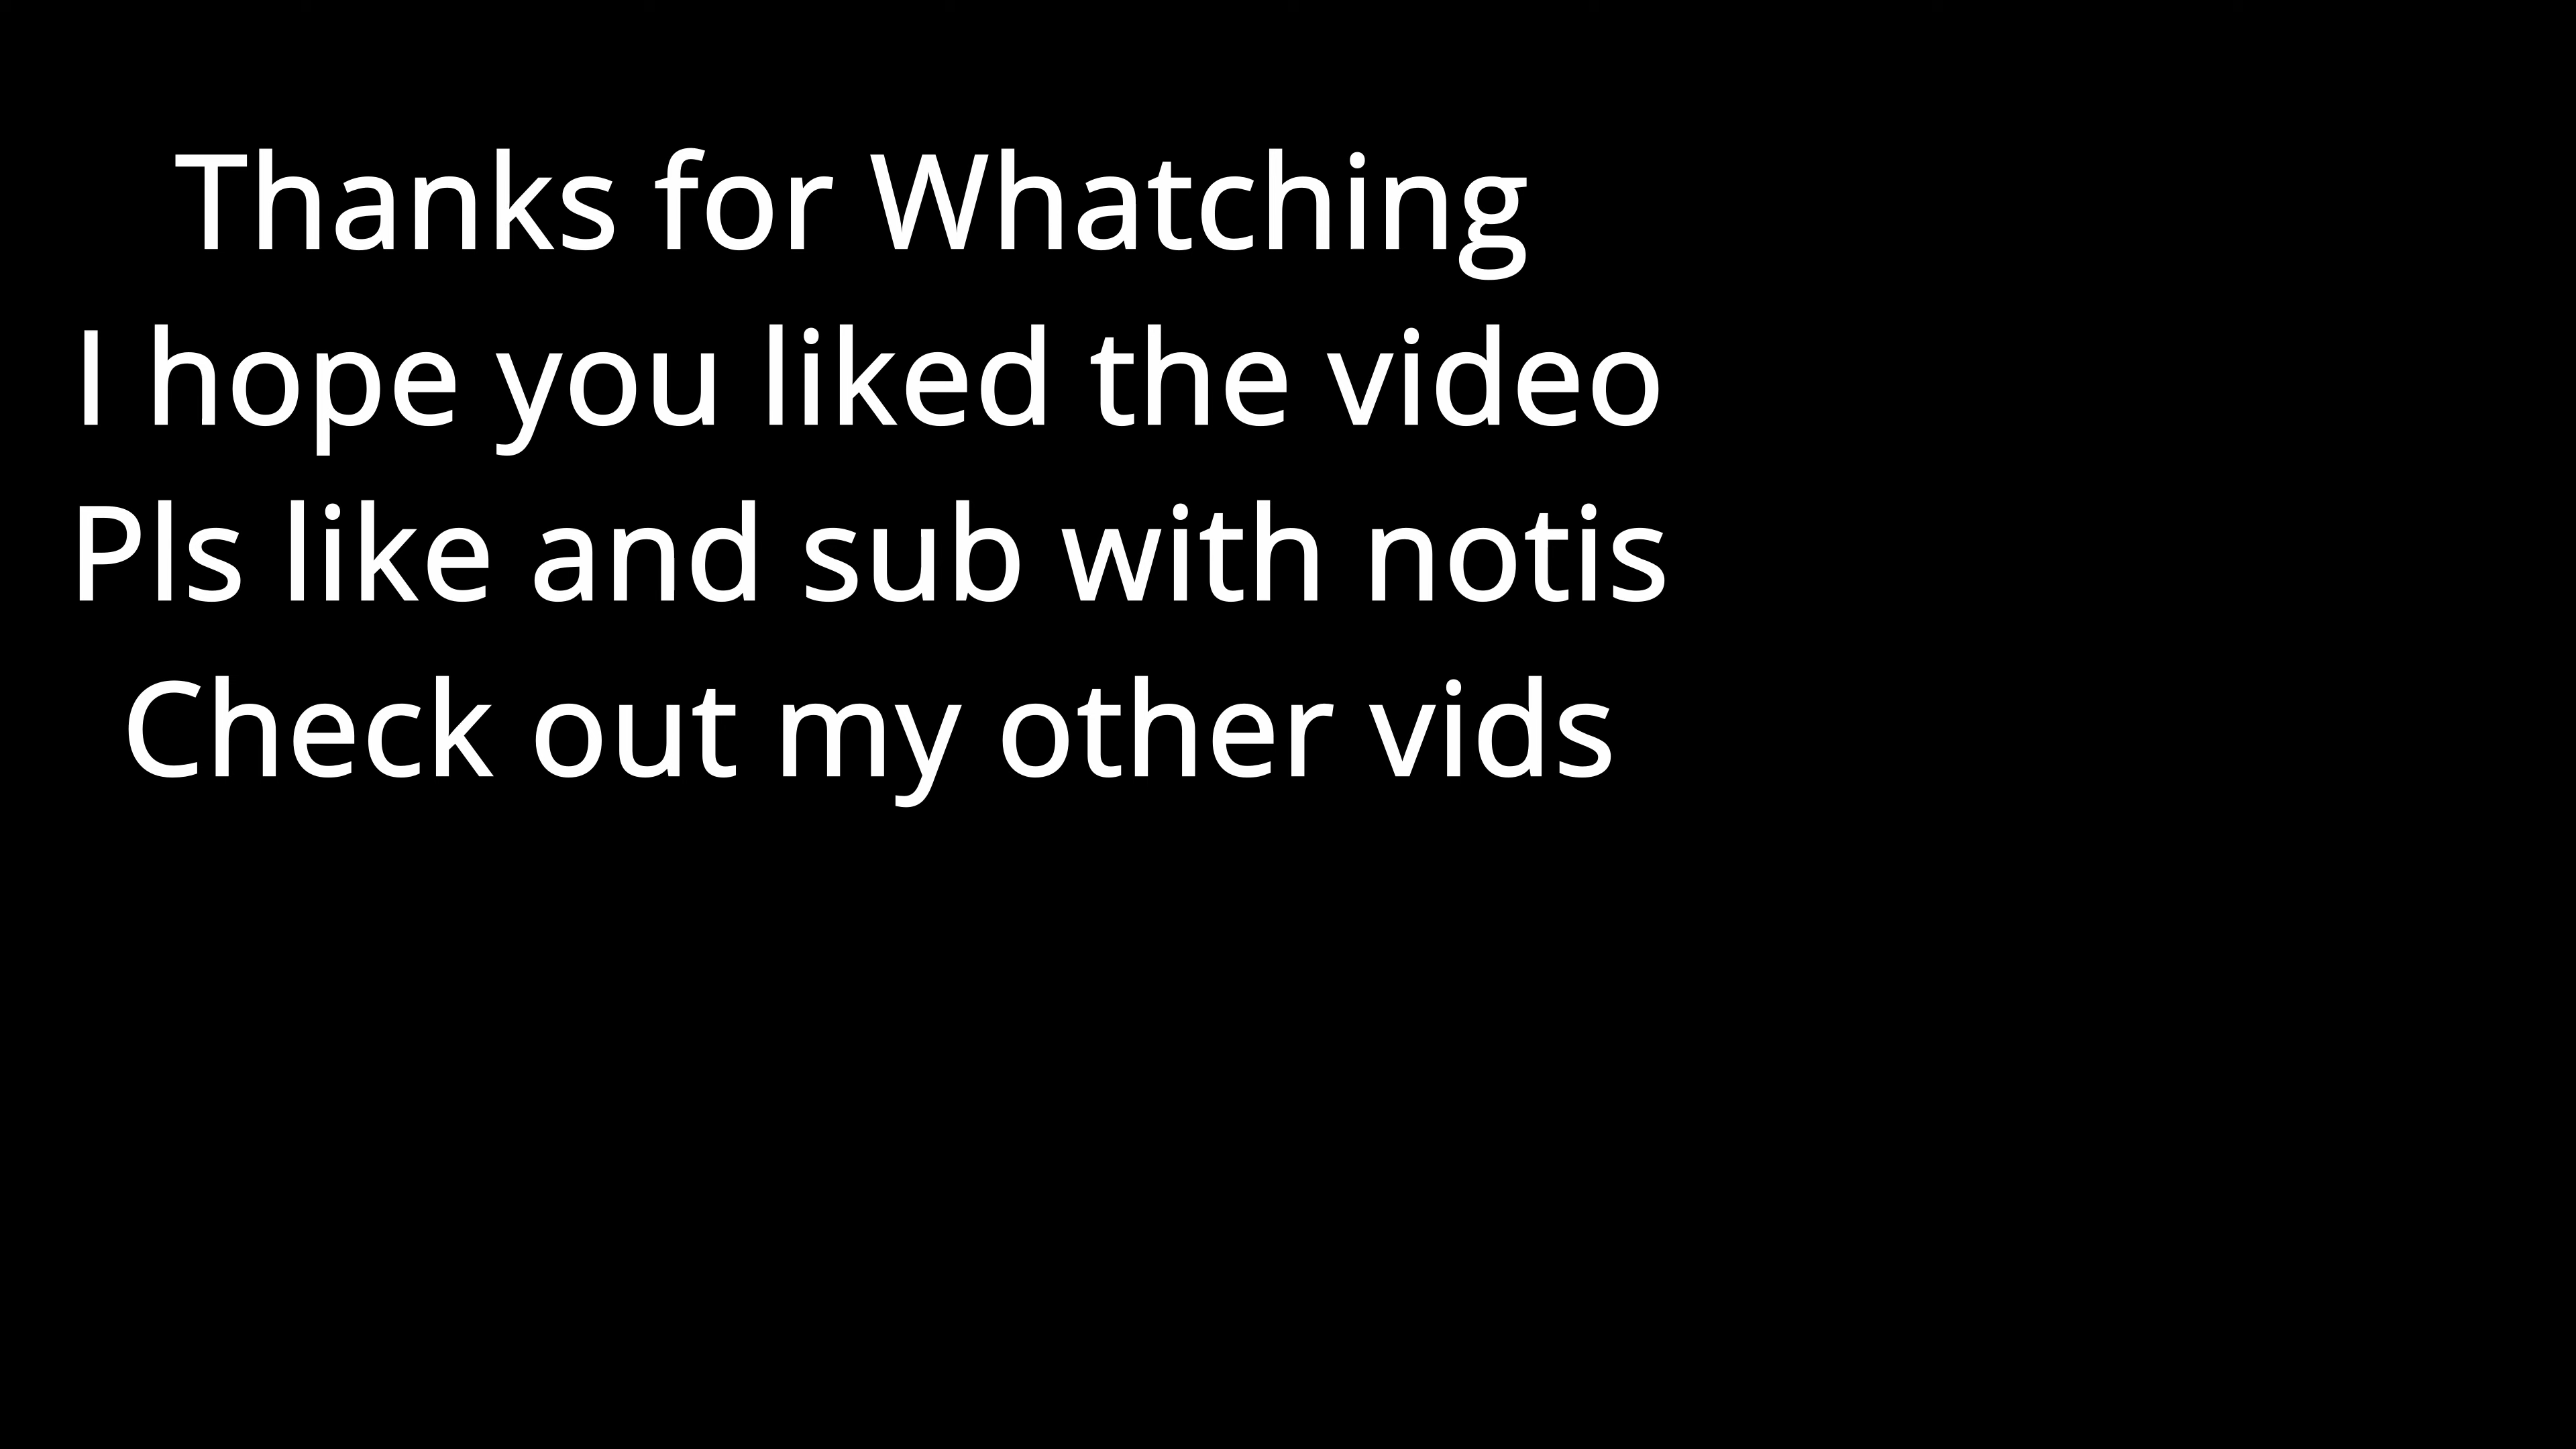 Thanks for Whatching
I hope you liked the video
Pls like and sub with notis
Check out my other vids